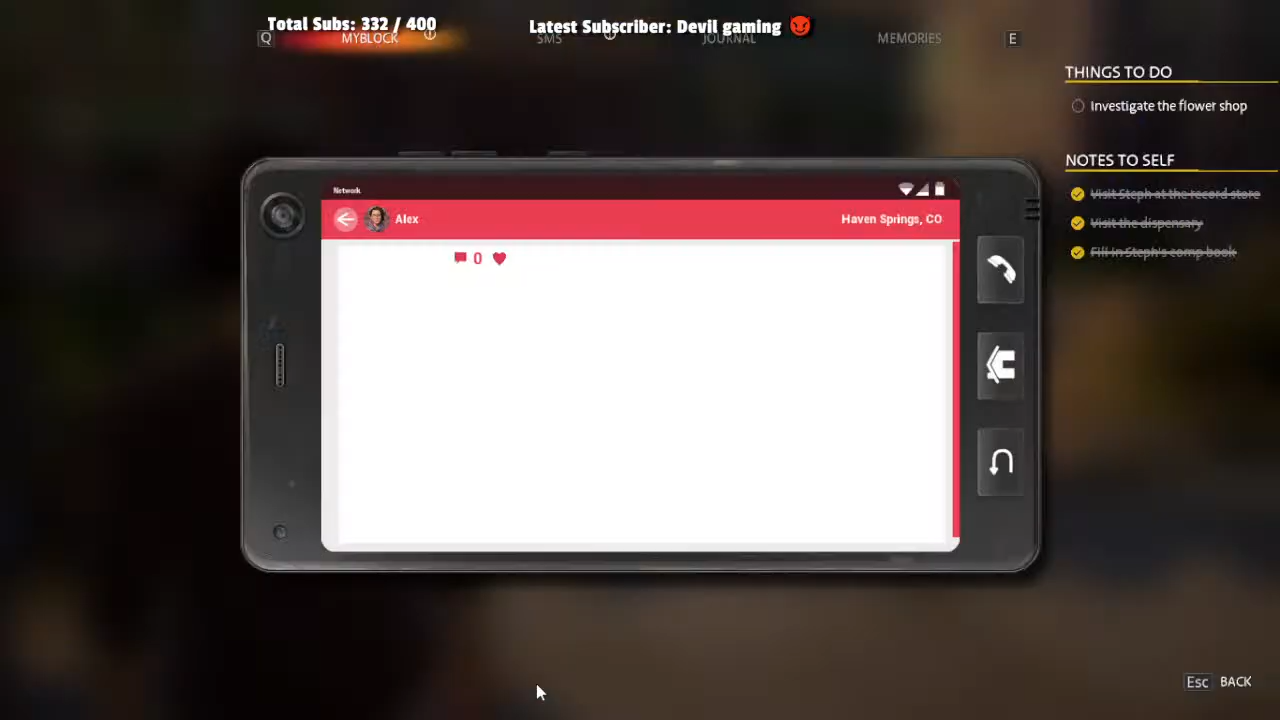 Total Subs: 332 / 400
Latest Subscriber: Devil gaming 😈
Q
MYBLOCK
SMS
JOURNAL
MEMORIES
E
THINGS TO DO
Investigate the flower shop
NOTES TO SELF
Visit Steph at the record store
Visit the dispensary
Fill in Steph's comp book
Network
Alex
Haven Springs, CO
0
Esc BACK